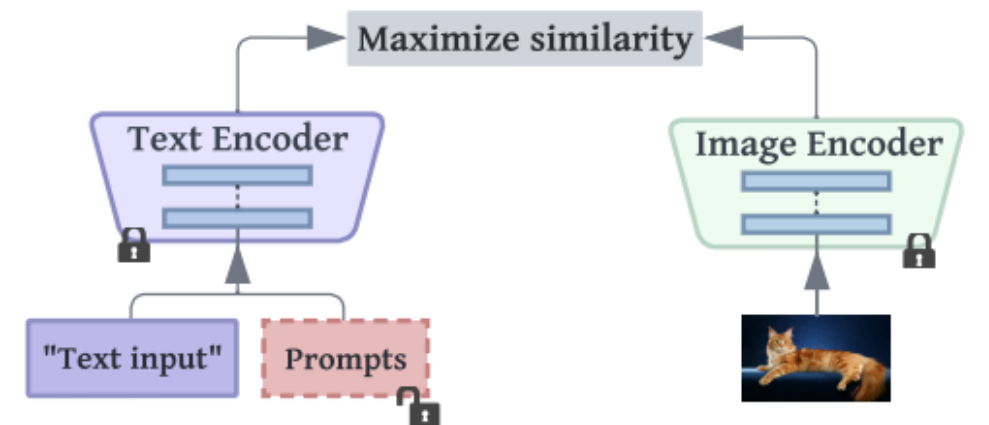 Maximize similarity
Text Encoder
Image Encoder
"Text input"
Prompts